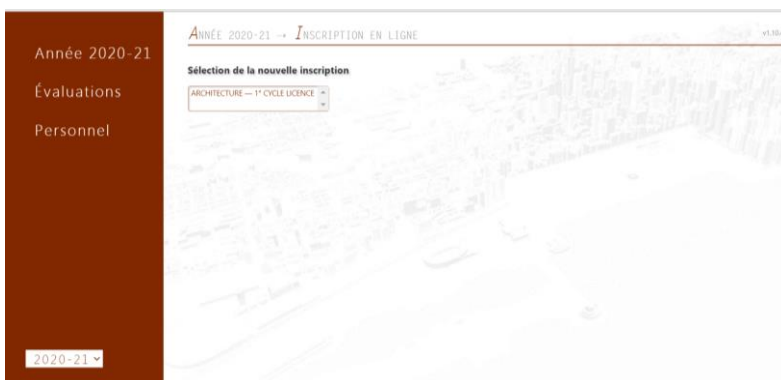 Année 2020-21
Évaluations
Personnel
2020-21
ANNÉE 2020-21 → INSCRIPTION EN LIGNE
Sélection de la nouvelle inscription
ARCHITECTURE — 1° CYCLE LICENCE